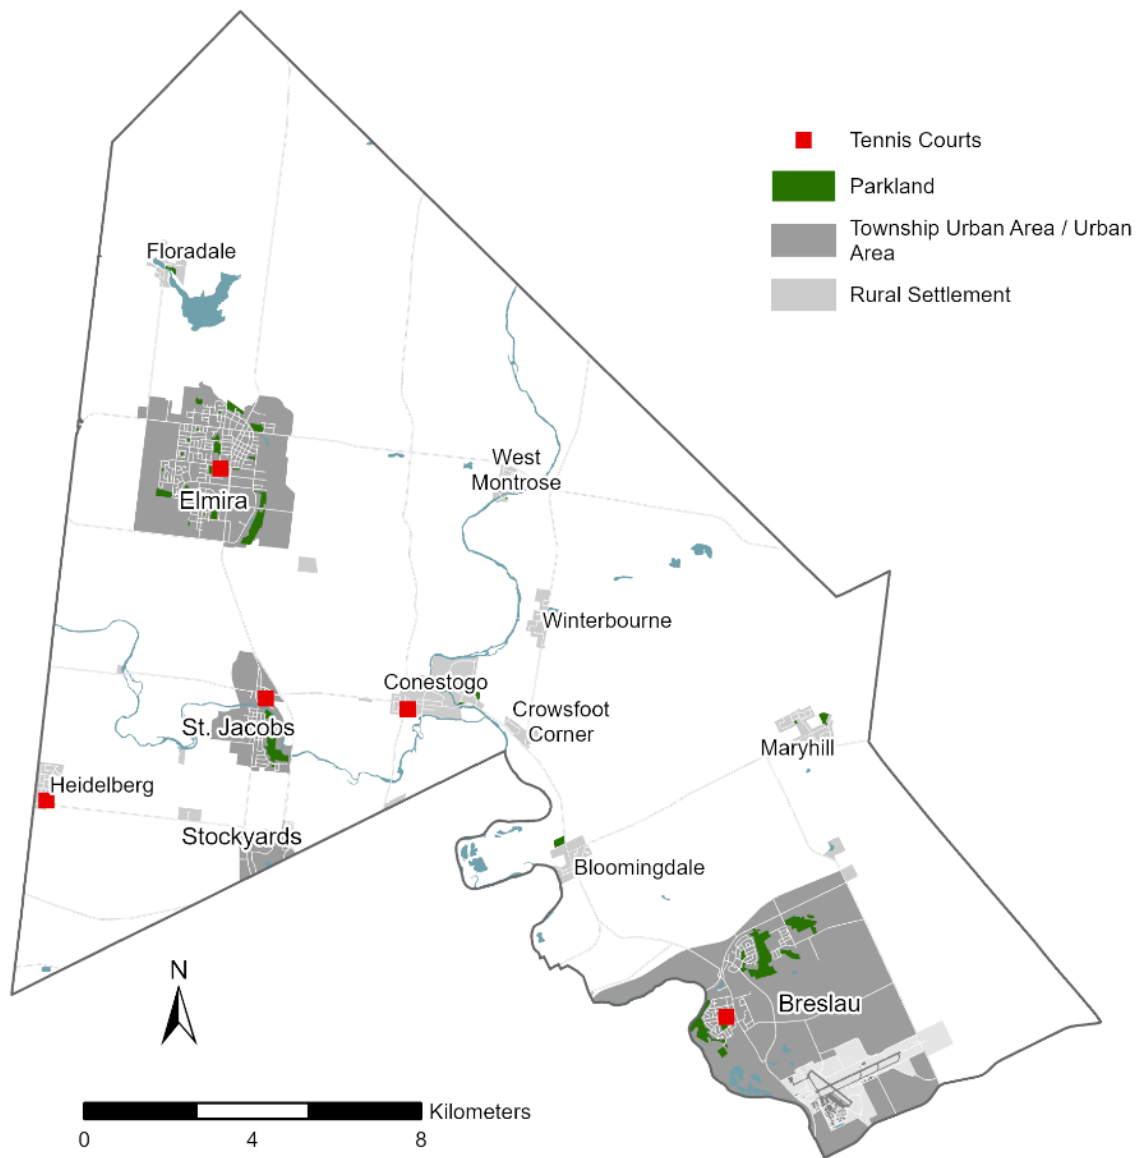 Tennis Courts
Parkland
Township Urban Area / Urban
Area
Rural Settlement
Floradale
West
Montrose
Elmira
Winterbourne
Conestogo
Crowsfoot
Corner
St. Jacobs
Maryhill
Heidelberg
Stockyards
Bloomingdale
Breslau
N
Kilometers
0 4 8